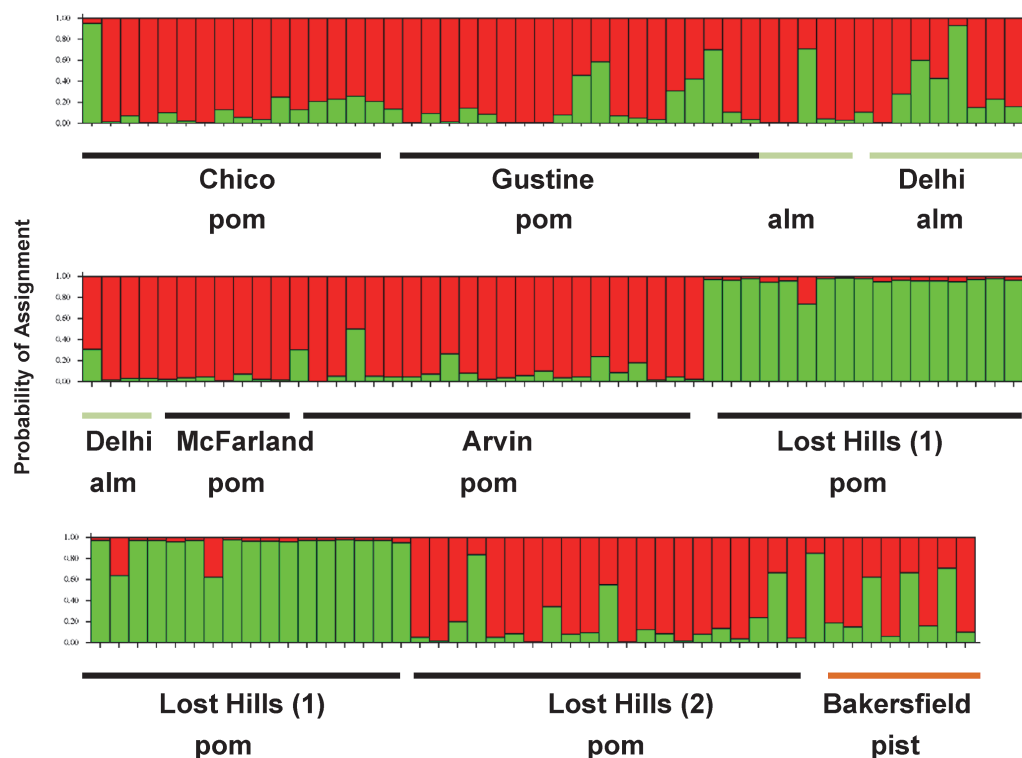 Probability of Assignment
1.00
0.80
0.60
0.40
0.20
0.00
Chico Gustine Delhi
pom pom alm alm
1.00
0.80
0.60
0.40
0.20
0.00
Delhi McFarland Arvin Lost Hills (1)
alm pom pom pom
1.00
0.80
0.60
0.40
0.20
0.00
Lost Hills (1) Lost Hills (2) Bakersfield
pom pom pist